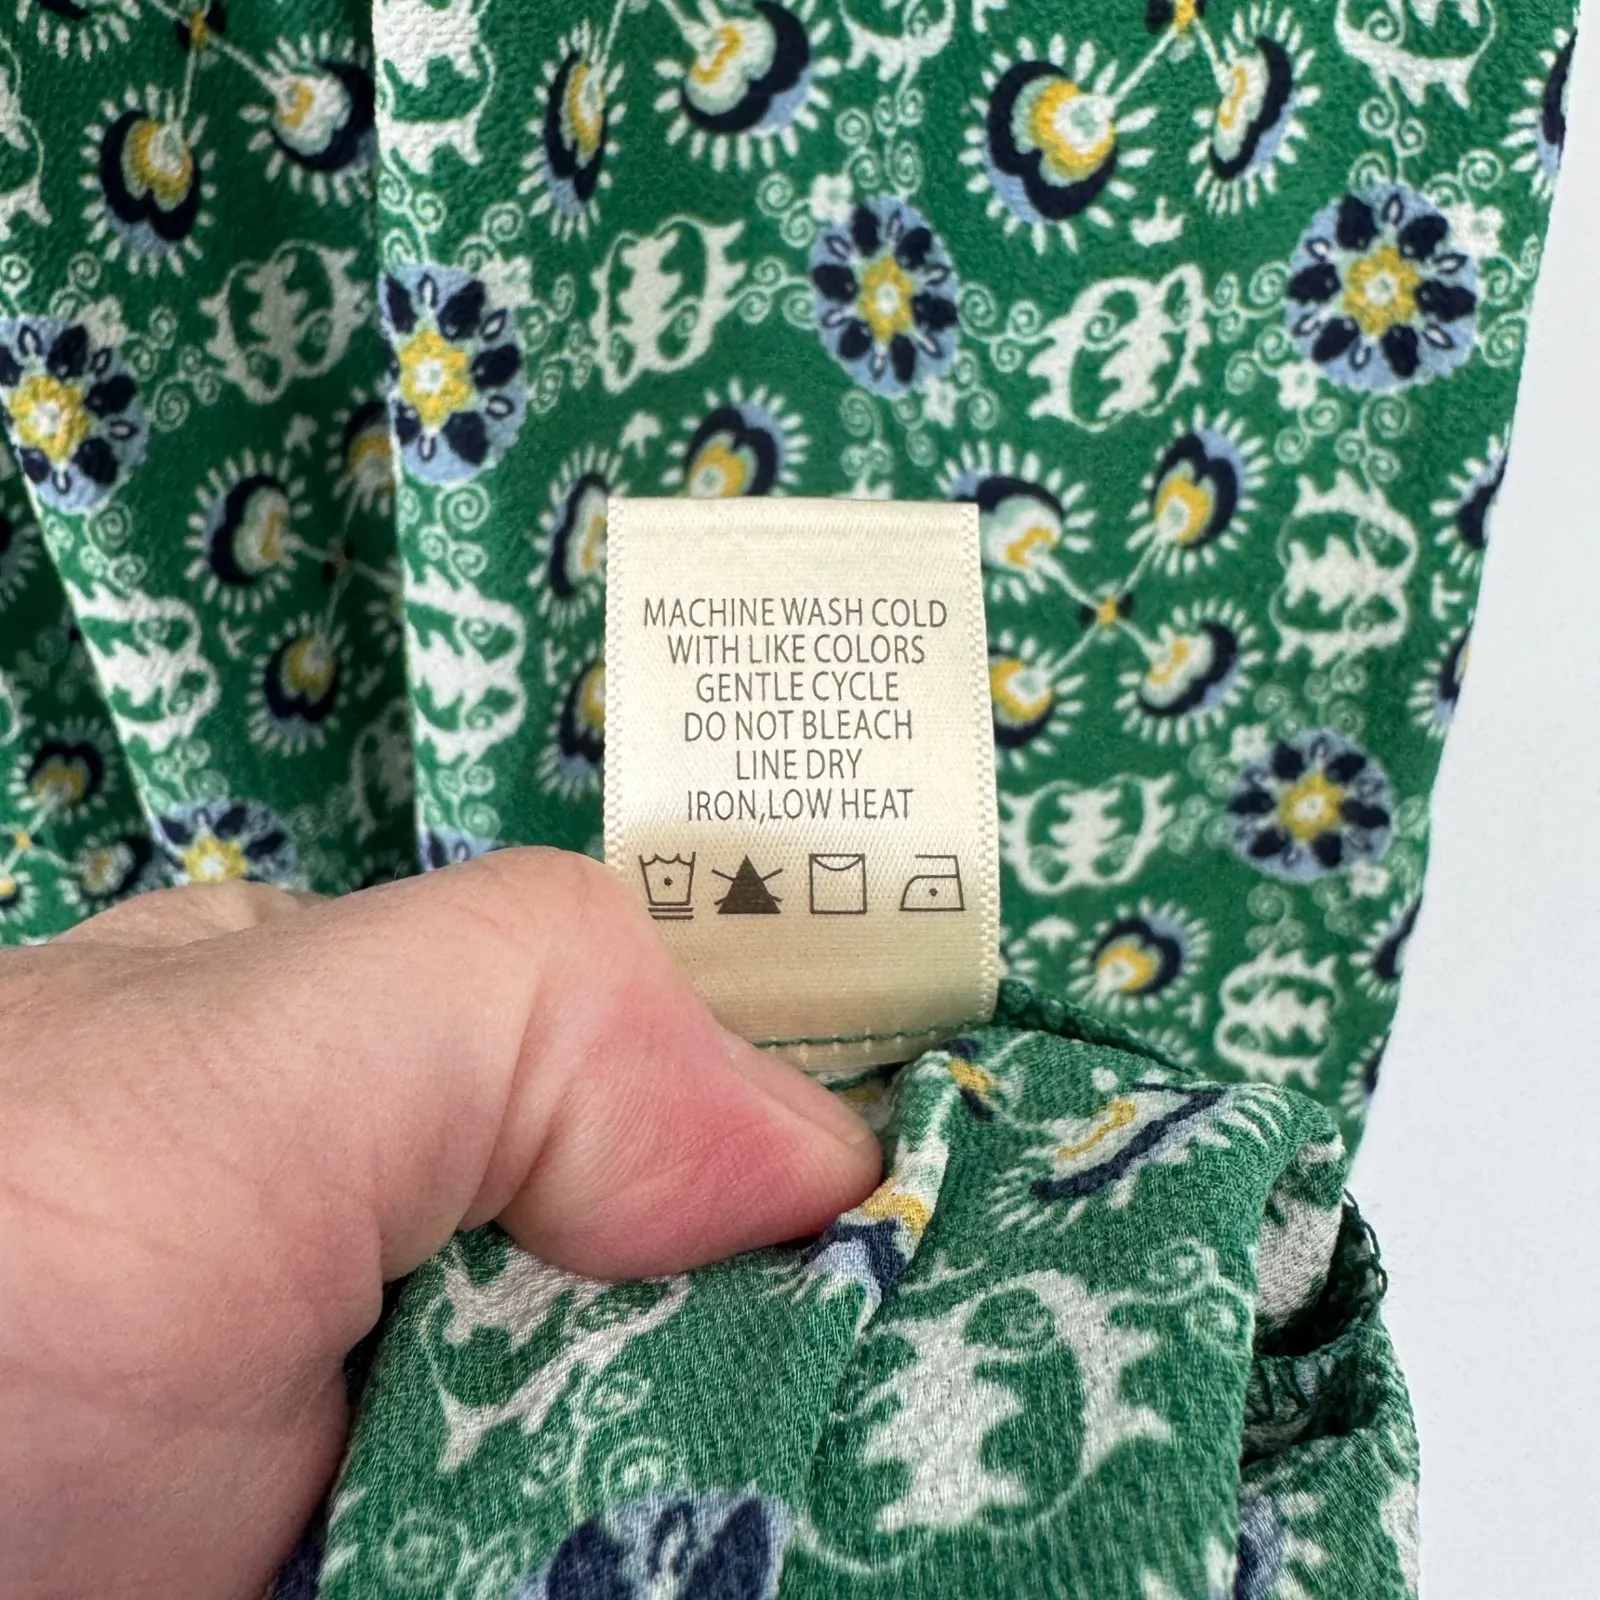 MACHINE WASH COLD
WITH LIKE COLORS
GENTLE CYCLE
DO NOT BLEACH
LINE DRY
IRON,LOW HEAT